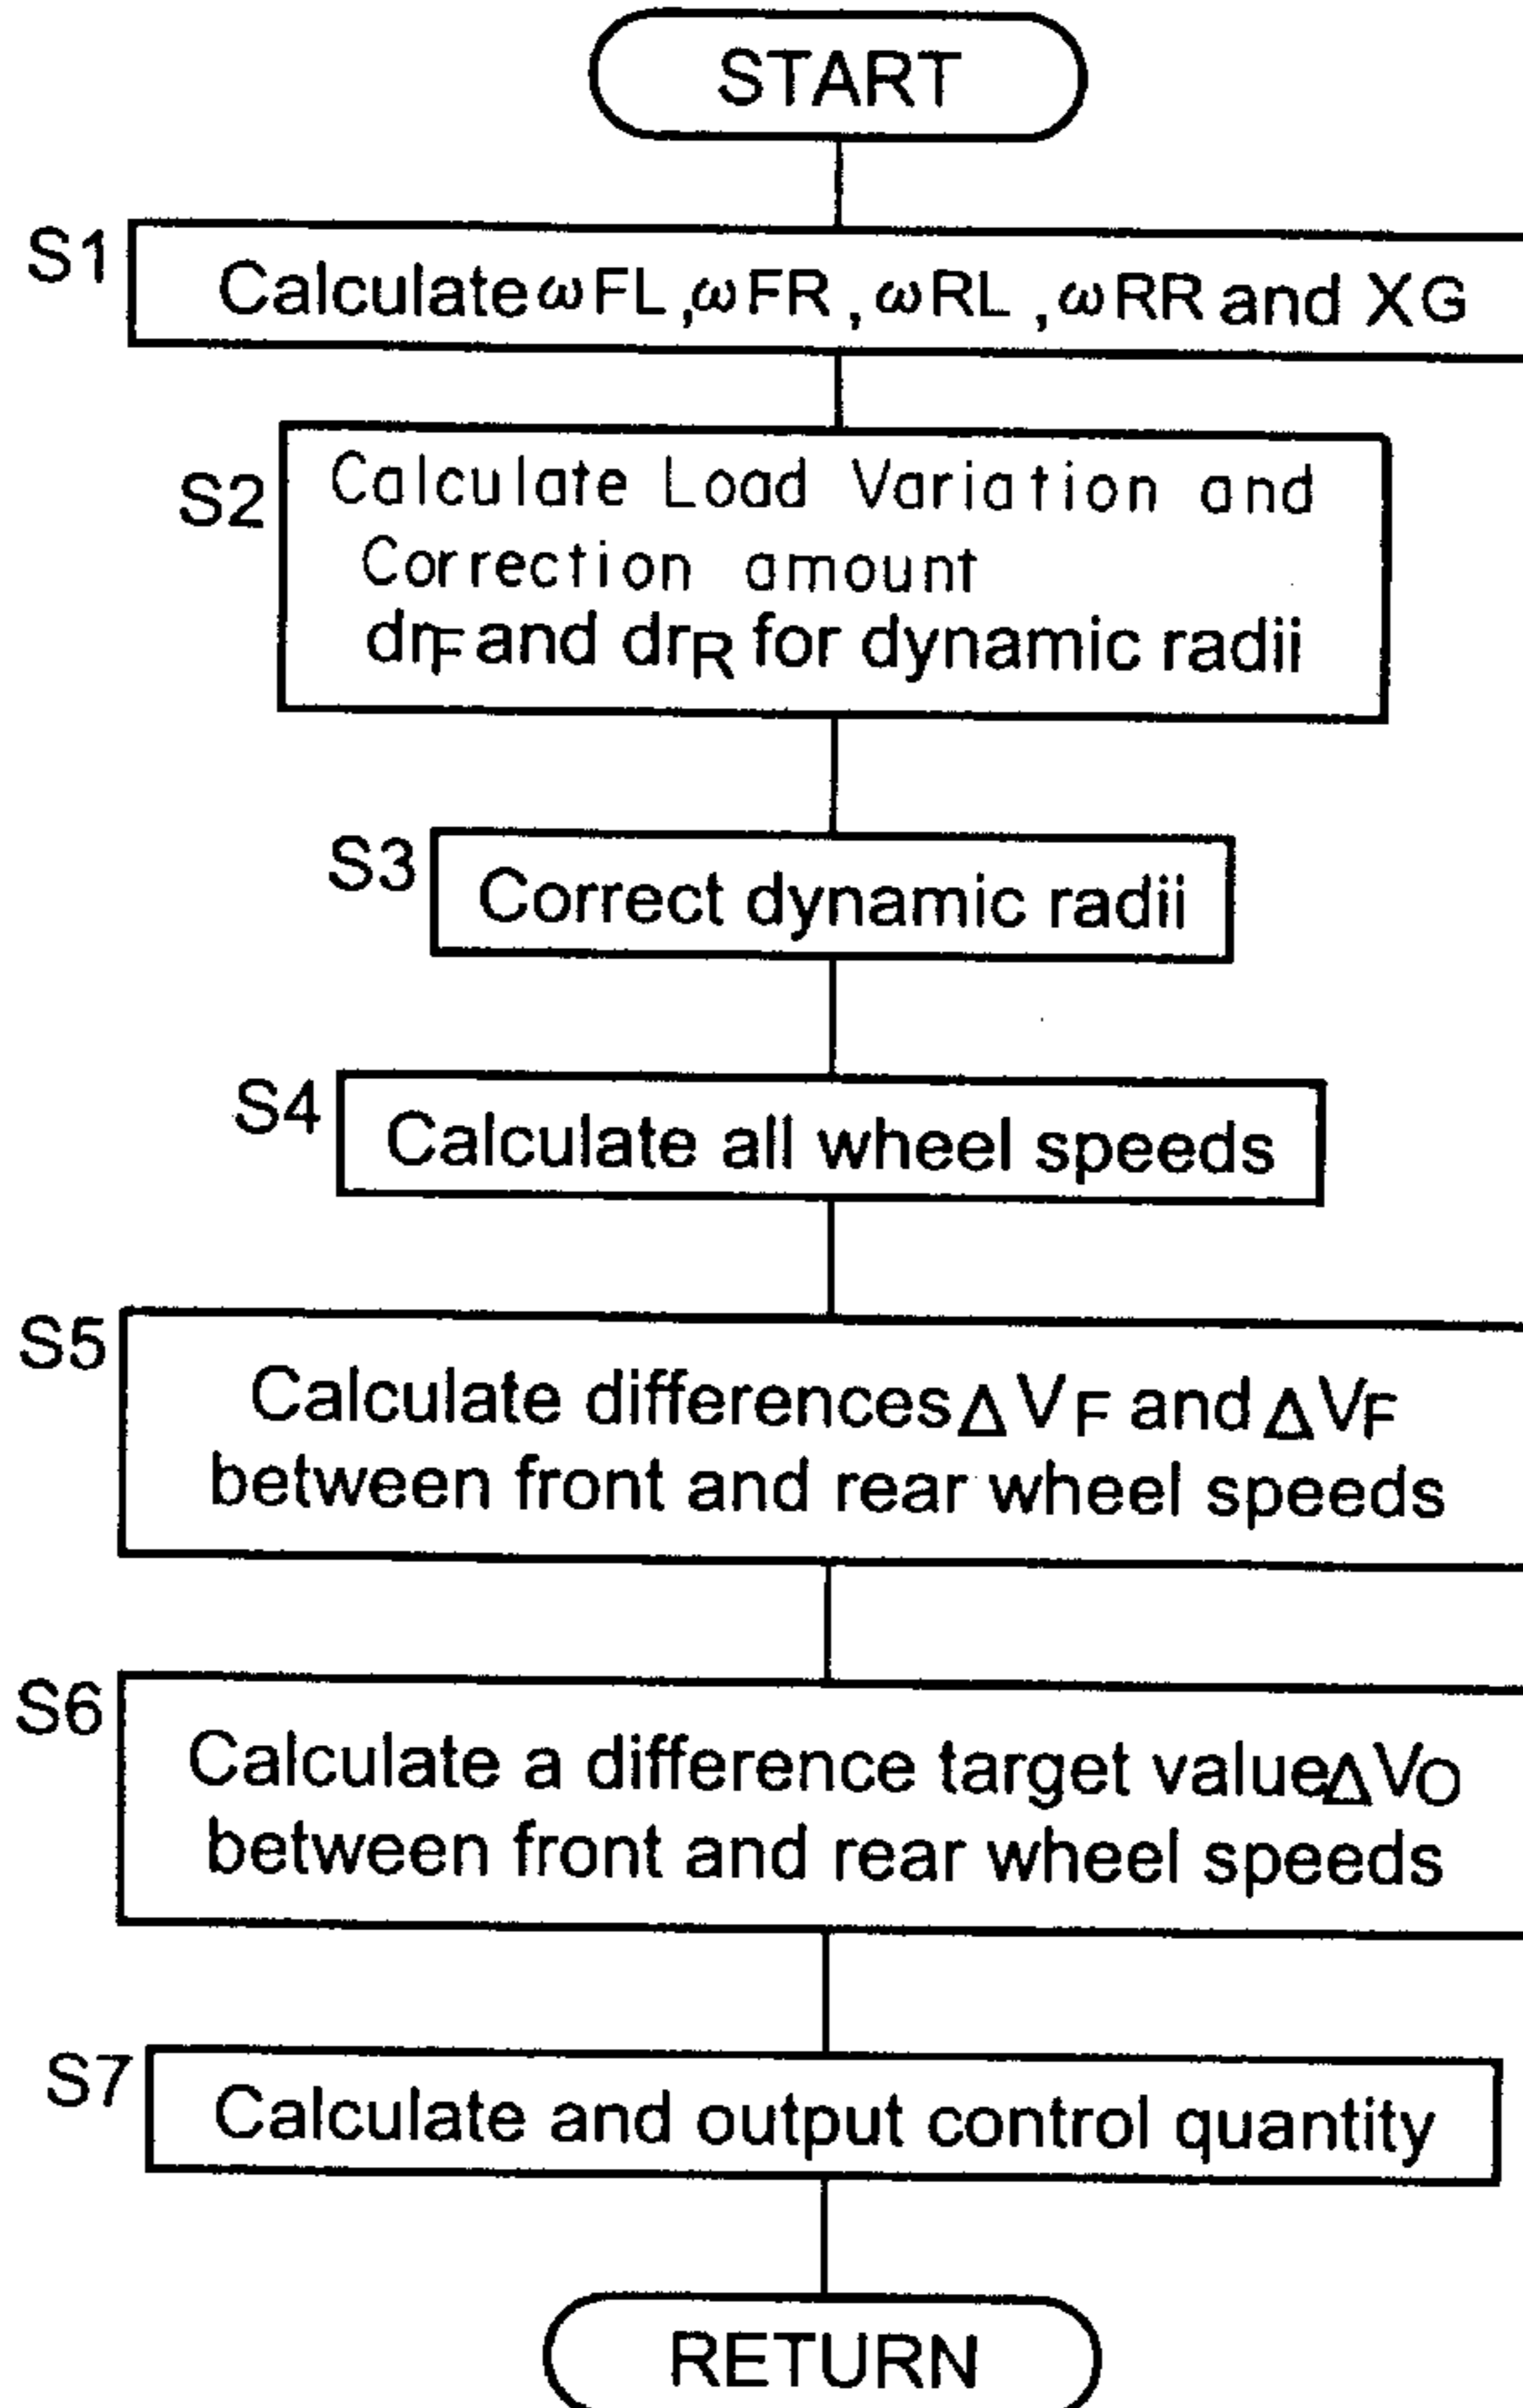 START
S1
Calculate ωFL, ωFR, ωRL, ωRR and XG
S2
Calculate Load Variation and
Correction amount
drF and drR for dynamic radii
S3
Correct dynamic radii
S4
Calculate all wheel speeds
S5
Calculate differences ΔVF and ΔVF
between front and rear wheel speeds
S6
Calculate a difference target value ΔVO
between front and rear wheel speeds
S7
Calculate and output control quantity
RETURN